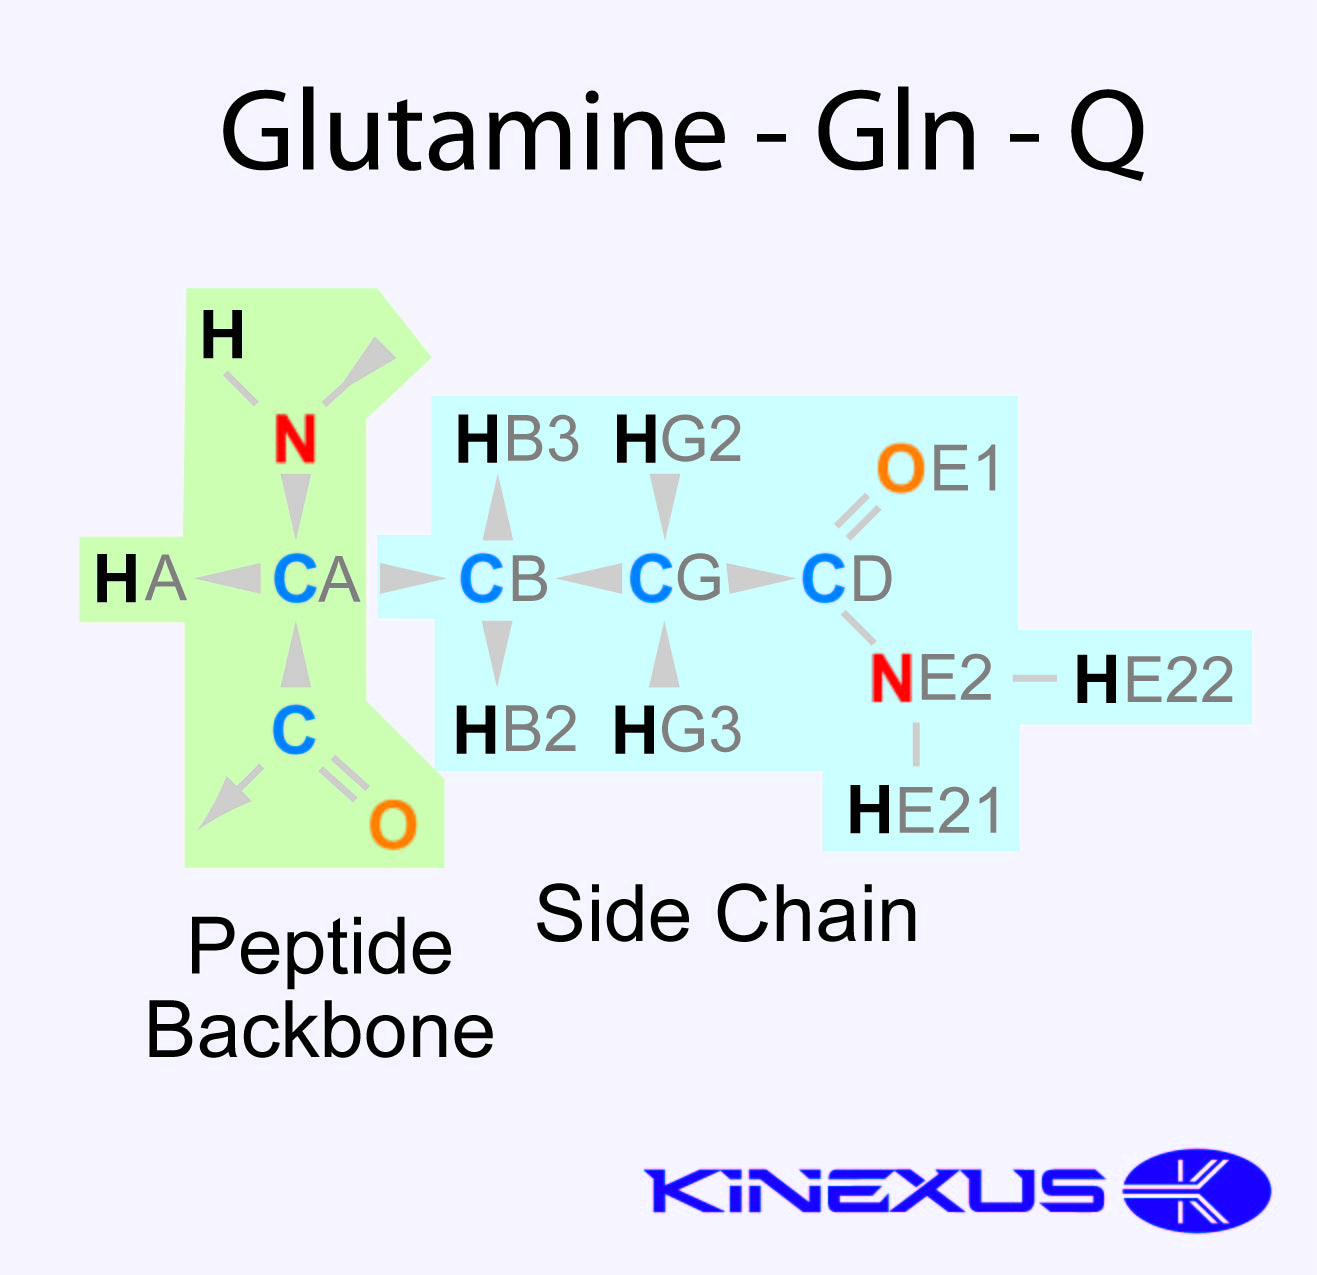 Glutamine - Gln - Q
H
N
HB3 HG2
OE1
HA CA CB CG CD
NE2 HE22
C
HB2 HG3
O
HE21
Side Chain
Peptide
Backbone
KiNEXUS